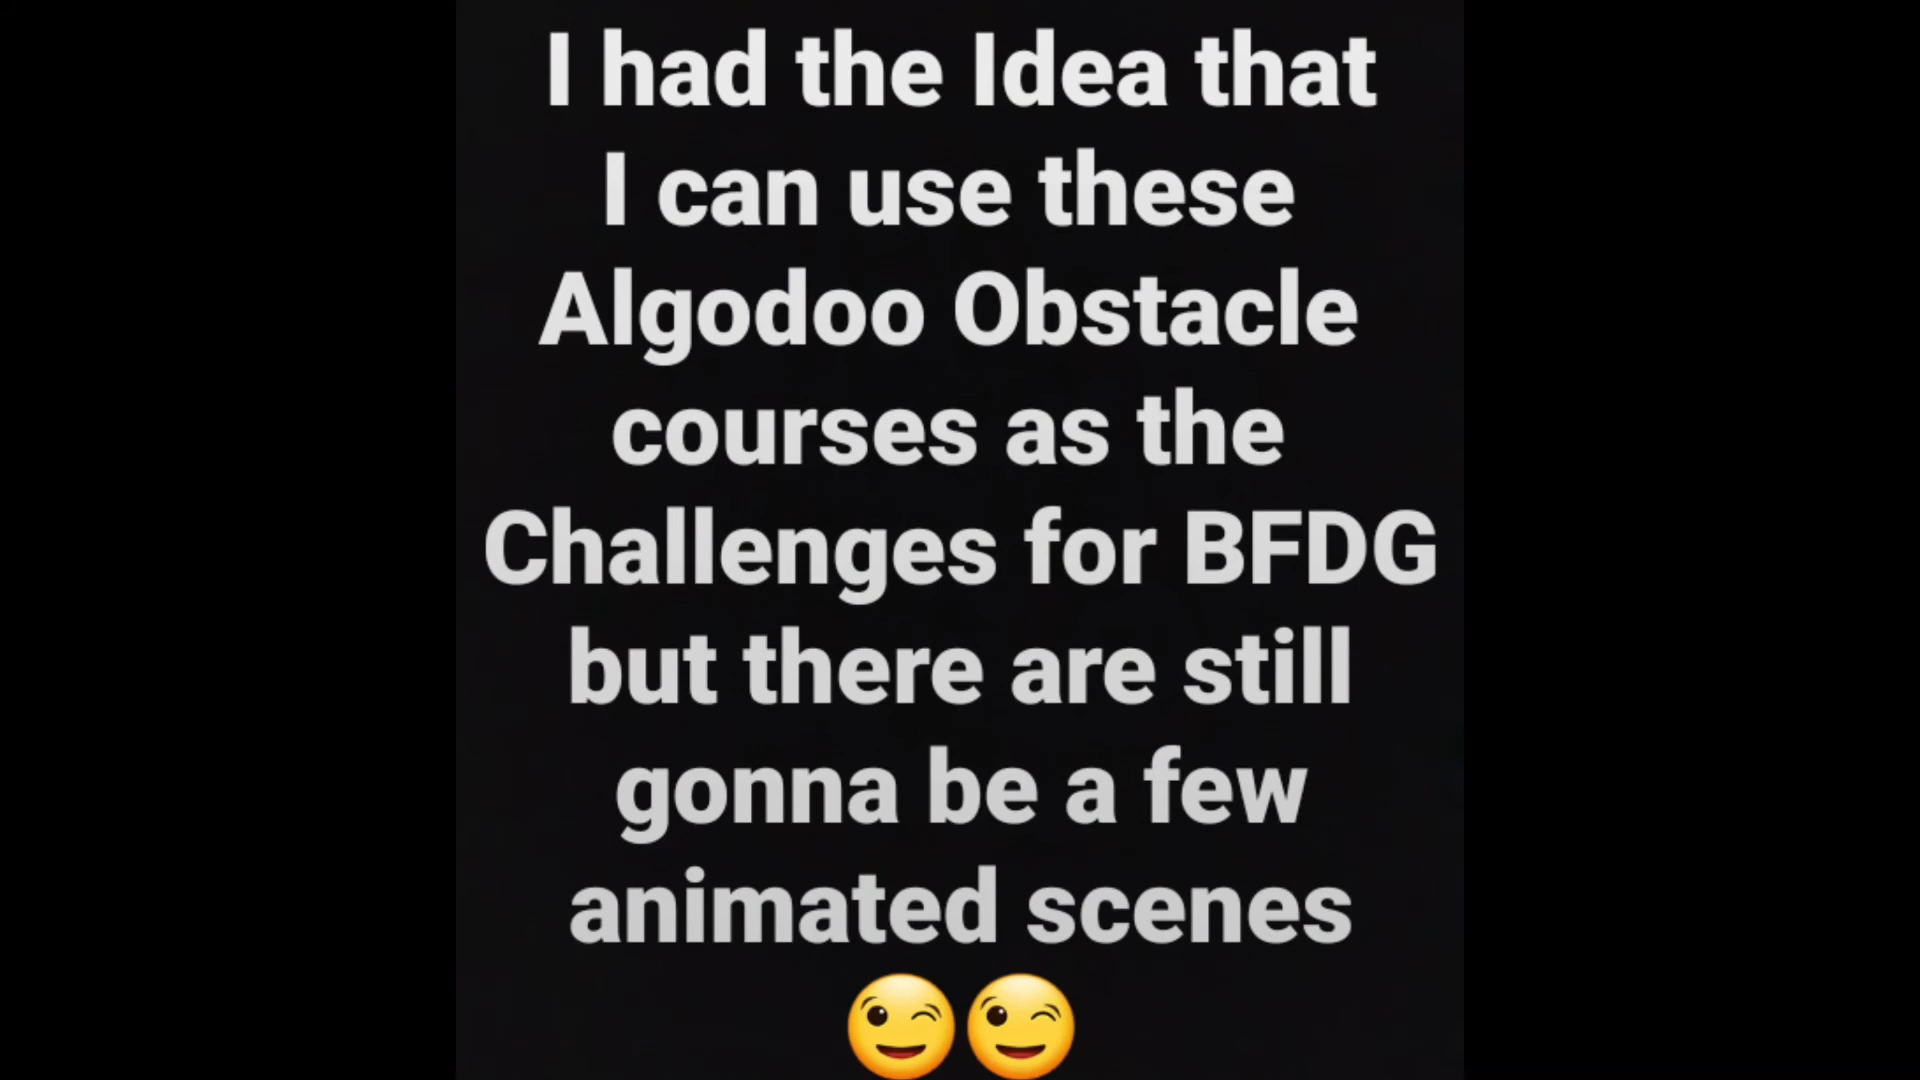 I had the Idea that
I can use these
Algodoo Obstacle
courses as the
Challenges for BFDG
but there are still
gonna be a few
animated scenes
😉😉